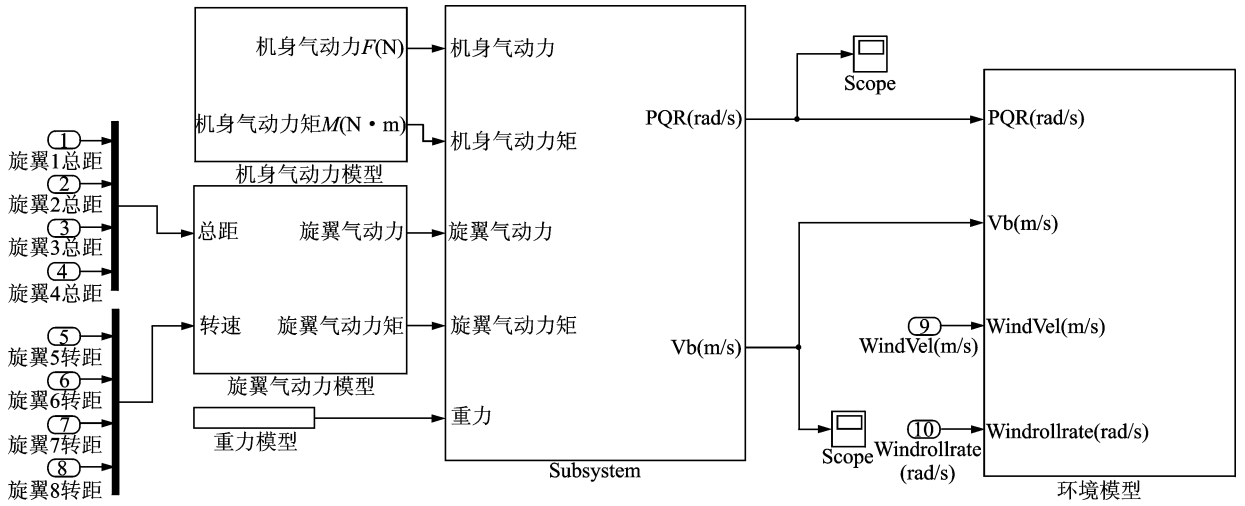 1
旋翼1总距
2
旋翼2总距
3
旋翼3总距
4
旋翼4总距
5
旋翼5转距
6
旋翼6转距
7
旋翼7转距
8
旋翼8转距
机身气动力F(N)
机身气动力矩M(N·m)
机身气动力模型
总距
旋翼气动力
转速
旋翼气动力矩
旋翼气动力模型
重力模型
机身气动力
机身气动力矩
旋翼气动力
旋翼气动力矩
重力
PQR(rad/s)
Vb(m/s)
Subsystem
Scope
Scope
9
WindVel(m/s)
10
Windrollrate
(rad/s)
PQR(rad/s)
Vb(m/s)
WindVel(m/s)
Windrollrate(rad/s)
环境模型